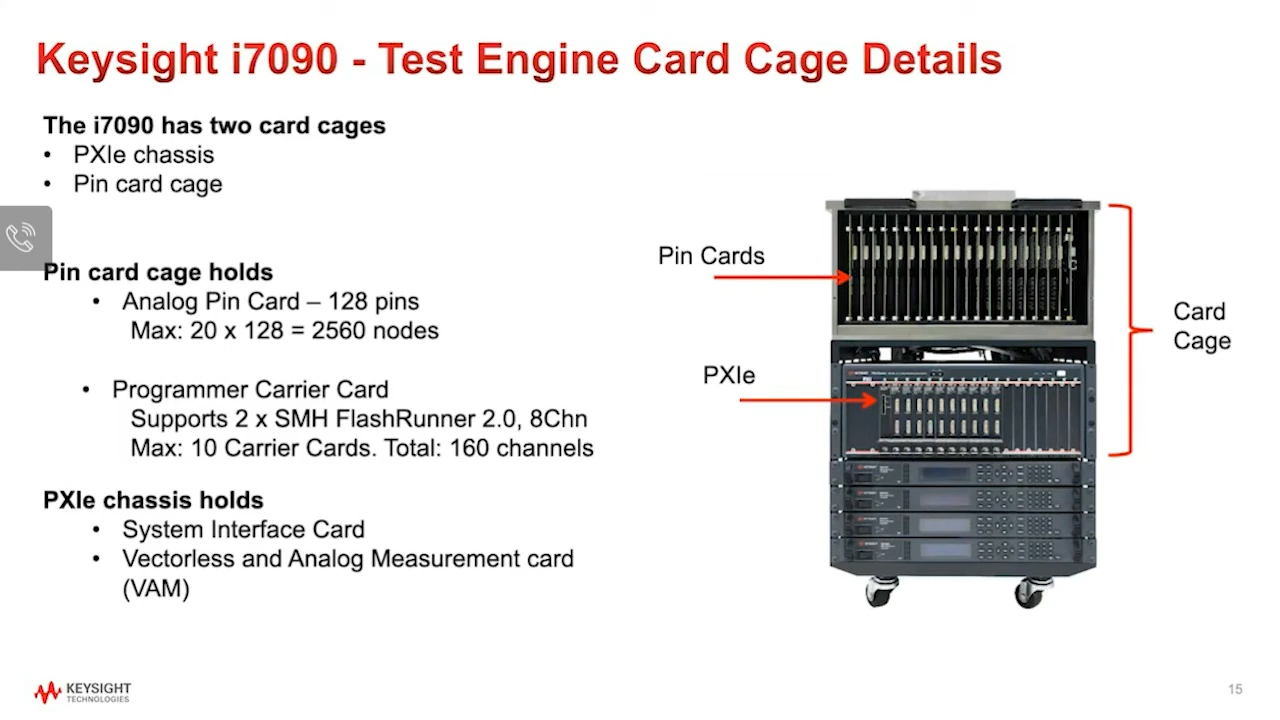 Keysight i7090 - Test Engine Card Cage Details
The i7090 has two card cages
• PXIe chassis
• Pin card cage
Pin card cage holds
• Analog Pin Card – 128 pins
Max: 20 x 128 = 2560 nodes
• Programmer Carrier Card
Supports 2 x SMH FlashRunner 2.0, 8Chn
Max: 10 Carrier Cards. Total: 160 channels
PXIe chassis holds
• System Interface Card
• Vectorless and Analog Measurement card
(VAM)
Pin Cards
PXIe
Card
Cage
KEYSIGHT
TECHNOLOGIES
15